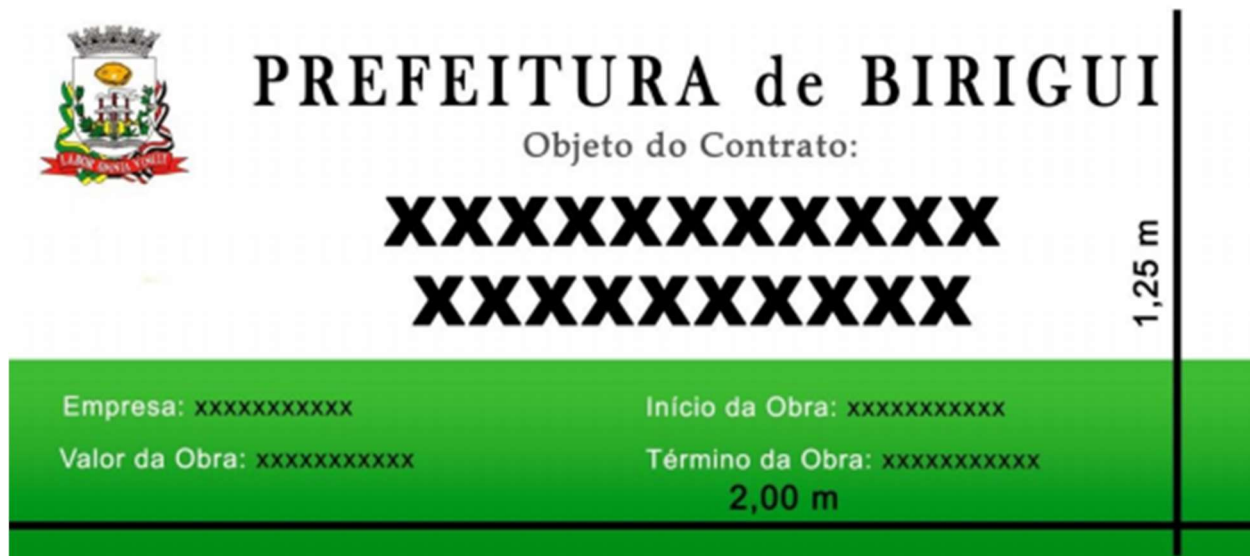 PREFEITURA de BIRIGUI
Objeto do Contrato:
XXXXXXXXXXX
XXXXXXXXXX
1,25 m
Empresa: xxxxxxxxxxx
Início da Obra: xxxxxxxxxxx
Valor da Obra: xxxxxxxxxxx
Término da Obra: xxxxxxxxxxx
2,00 m